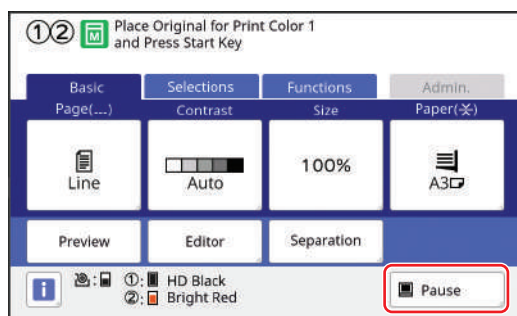 ①② M Place Original for Print Color 1
and Press Start Key
Basic Selections Functions Admin.
Page(...) Contrast Size Paper(※)
Line Auto 100% A3
Preview Editor Separation
i ①: HD Black
②: Bright Red
Pause